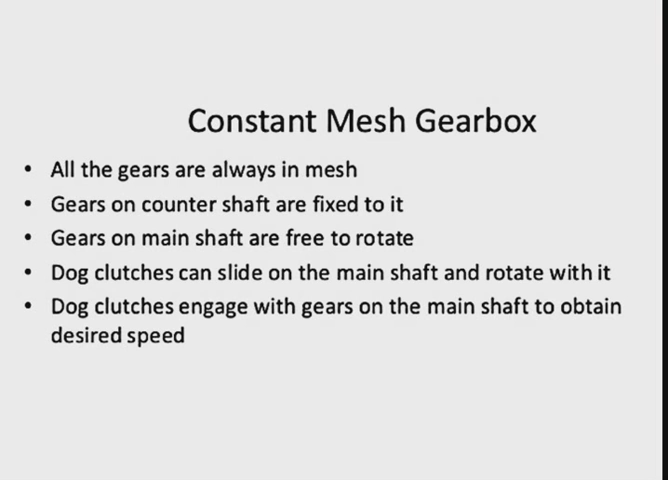 Constant Mesh Gearbox
• All the gears are always in mesh
• Gears on counter shaft are fixed to it
• Gears on main shaft are free to rotate
• Dog clutches can slide on the main shaft and rotate with it
• Dog clutches engage with gears on the main shaft to obtain
desired speed